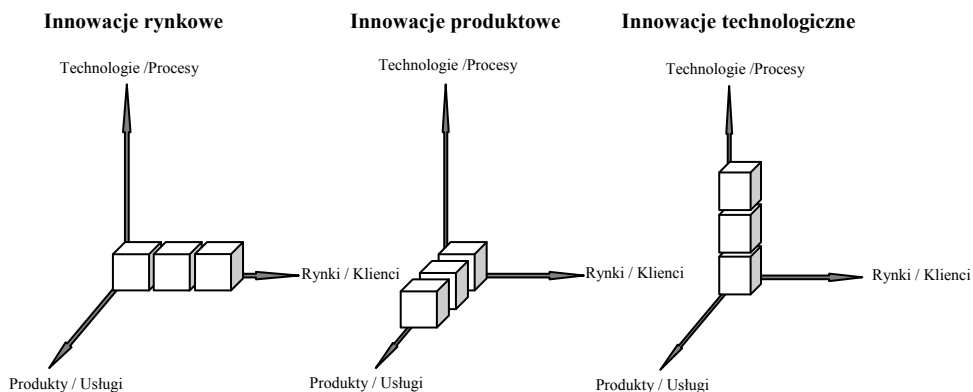 Innowacje rynkowe
Innowacje produktowe
Innowacje technologiczne
Technologie /Procesy
Technologie /Procesy
Technologie /Procesy
Rynki / Klienci
Rynki / Klienci
Rynki / Klienci
Produkty / Usługi
Produkty / Usługi
Produkty / Usługi